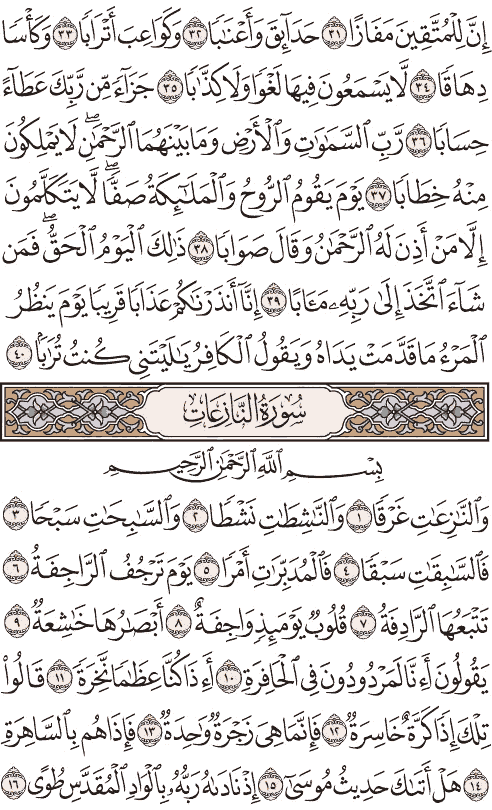 إِنَّ لِلْمُتَّقِينَ مَفَازًا ٣١ حَدَآئِقَ وَأَعْنَٰبًا ٣٢ وَكَوَاعِبَ أَتْرَابًا ٣٣ وَكَأْسًا
دِهَاقًا ٣٤ لَّا يَسْمَعُونَ فِيهَا لَغْوًا وَلَا كِذَّٰبًا ٣٥ جَزَآءً مِّن رَّبِّكَ عَطَآءً
حِسَابًا ٣٦ رَّبِّ ٱلسَّمَٰوَٰتِ وَٱلْأَرْضِ وَمَا بَيْنَهُمَا ٱلرَّحْمَٰنِۖ لَا يَمْلِكُونَ
مِنْهُ خِطَابًا ٣٧ يَوْمَ يَقُومُ ٱلرُّوحُ وَٱلْمَلَٰٓئِكَةُ صَفًّاۖ لَّا يَتَكَلَّمُونَ
إِلَّا مَنْ أَذِنَ لَهُ ٱلرَّحْمَٰنُ وَقَالَ صَوَابًا ٣٨ ذَٰلِكَ ٱلْيَوْمُ ٱلْحَقُّۖ فَمَن
شَآءَ ٱتَّخَذَ إِلَىٰ رَبِّهِۦ مَـَٔابًا ٣٩ إِنَّآ أَنذَرْنَٰكُمْ عَذَابًا قَرِيبًا يَوْمَ يَنظُرُ
ٱلْمَرْءُ مَا قَدَّمَتْ يَدَاهُ وَيَقُولُ ٱلْكَافِرُ يَٰلَيْتَنِى كُنتُ تُرَٰبًۢا ٤٠
سُورَةُ النَّازِعَاتِ
بِسْمِ ٱللَّهِ ٱلرَّحْمَٰنِ ٱلرَّحِيمِ
وَٱلنَّٰزِعَٰتِ غَرْقًا ١ وَٱلنَّٰشِطَٰتِ نَشْطًا ٢ وَٱلسَّٰبِحَٰتِ سَبْحًا ٣
فَٱلسَّٰبِقَٰتِ سَبْقًا ٤ فَٱلْمُدَبِّرَٰتِ أَمْرًا ٥ يَوْمَ تَرْجُفُ ٱلرَّاجِفَةُ ٦
تَتْبَعُهَا ٱلرَّادِفَةُ ٧ قُلُوبٌ يَوْمَئِذٍ وَاجِفَةٌ ٨ أَبْصَٰرُهَا خَٰشِعَةٌ ٩
يَقُولُونَ أَءِنَّا لَمَرْدُودُونَ فِى ٱلْحَافِرَةِ ١٠ أَءِذَا كُنَّا عِظَٰمًا نَّخِرَةً ١١ قَالُوا۟
تِلْكَ إِذًا كَرَّةٌ خَاسِرَةٌ ١٢ فَإِنَّمَا هِىَ زَجْرَةٌ وَٰحِدَةٌ ١٣ فَإِذَا هُم بِٱلسَّاهِرَةِ
١٤ هَلْ أَتَىٰكَ حَدِيثُ مُوسَىٰٓ ١٥ إِذْ نَادَىٰهُ رَبُّهُۥ بِٱلْوَادِ ٱلْمُقَدَّسِ طُوًى ١٦